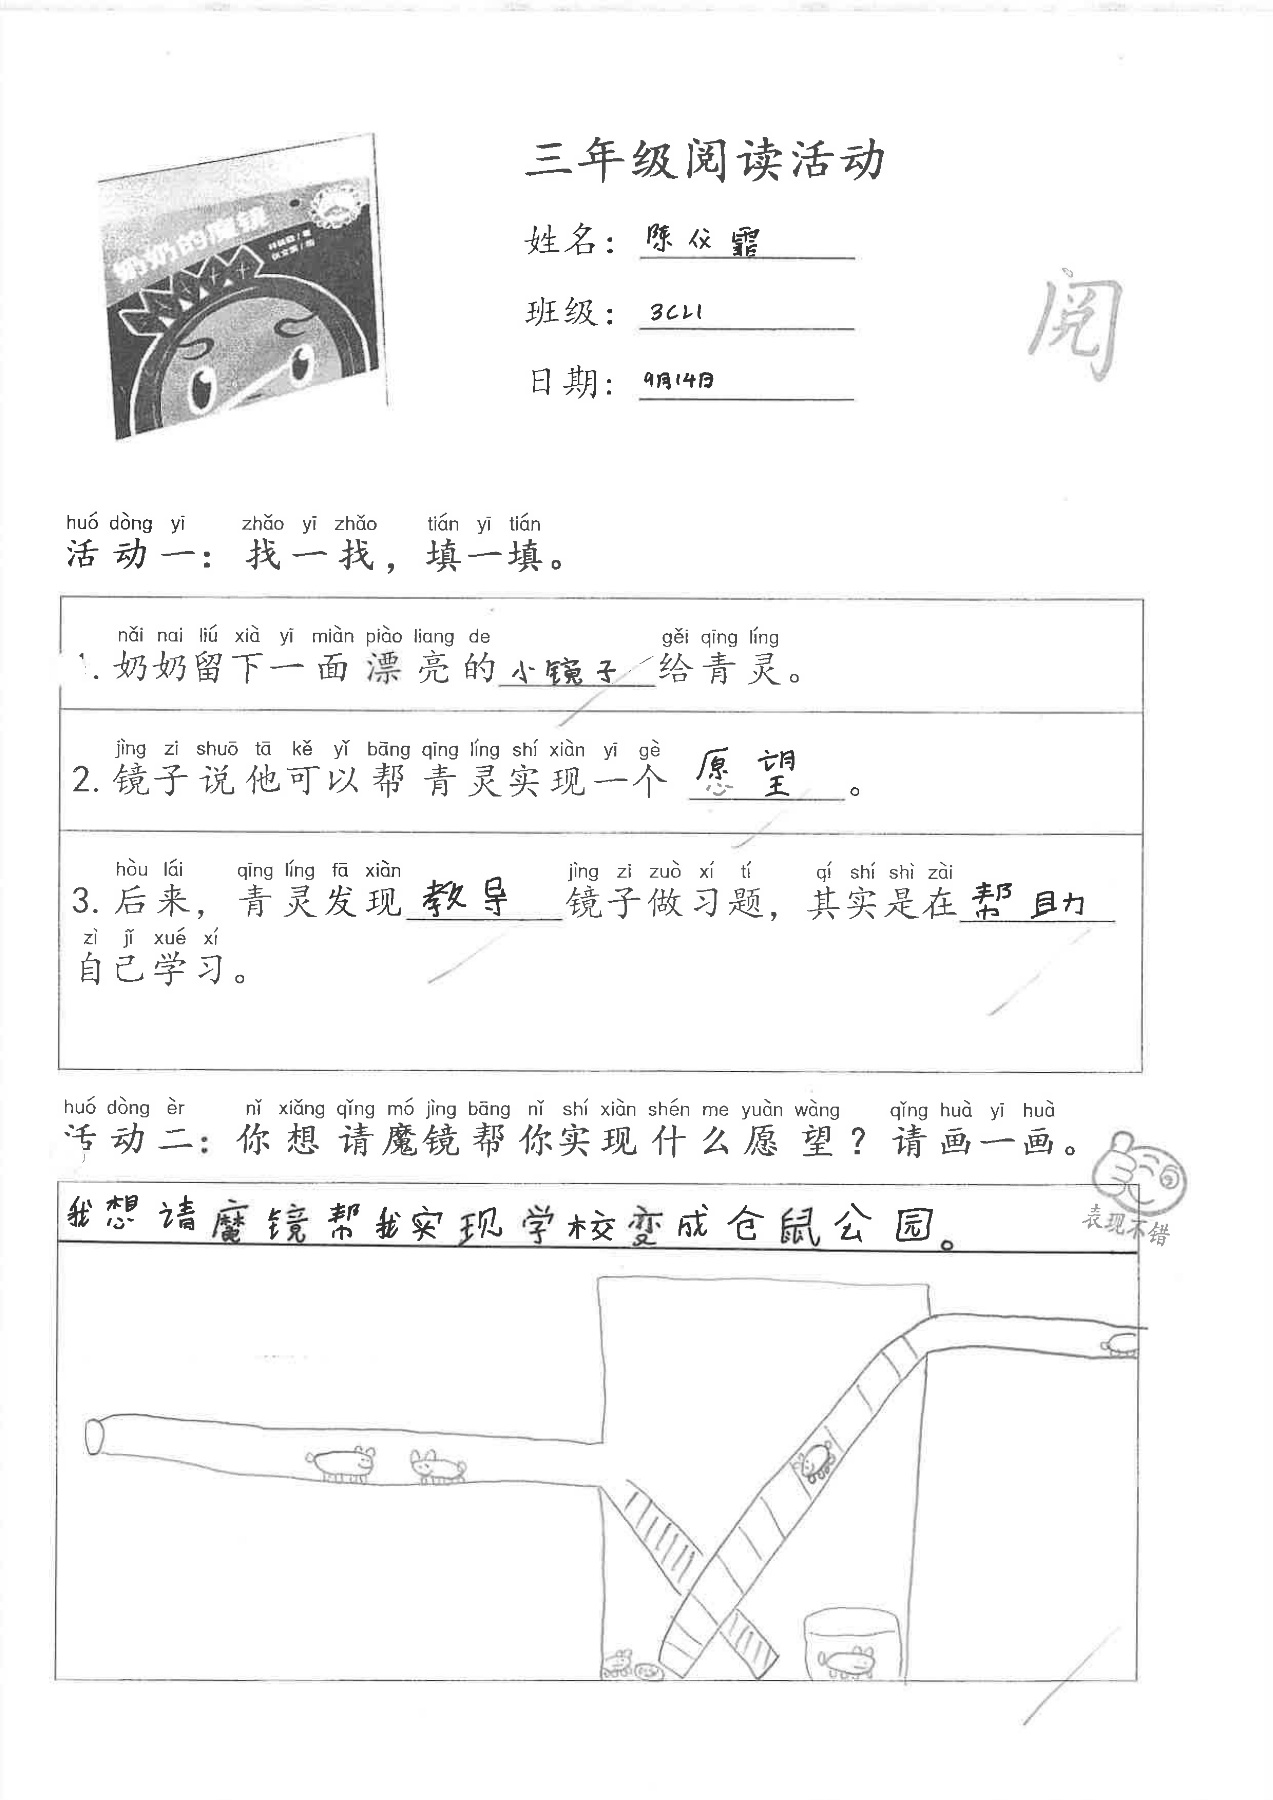 三年级阅读活动
奶奶的魔镜
姓名：陈仪霏
班级：3CL1
日期：9月14日
阅
huó dòng yī zhǎo yī zhǎo tián yī tián
活动一：找一找，填一填。
nǎi nai liú xià yī miàn piào liang de gěi qīng líng
1.奶奶留下一面漂亮的小镜子给青灵。
jìng zi shuō tā kě yǐ bāng qīng líng shí xiàn yī gè
2.镜子说他可以帮青灵实现一个愿望。
hòu lái qīng líng fā xiàn jìng zi zuò xí tí qí shí shì zài
3.后来，青灵发现教导镜子做习题，其实是在帮助
zì jǐ xué xí
自己学习。
huó dòng èr nǐ xiǎng qǐng mó jìng bāng nǐ shí xiàn shén me yuàn wàng qǐng huà yī huà
活动二：你想请魔镜帮你实现什么愿望？请画一画。
表现不错
我想请魔镜帮我实现学校变成仓鼠公园。